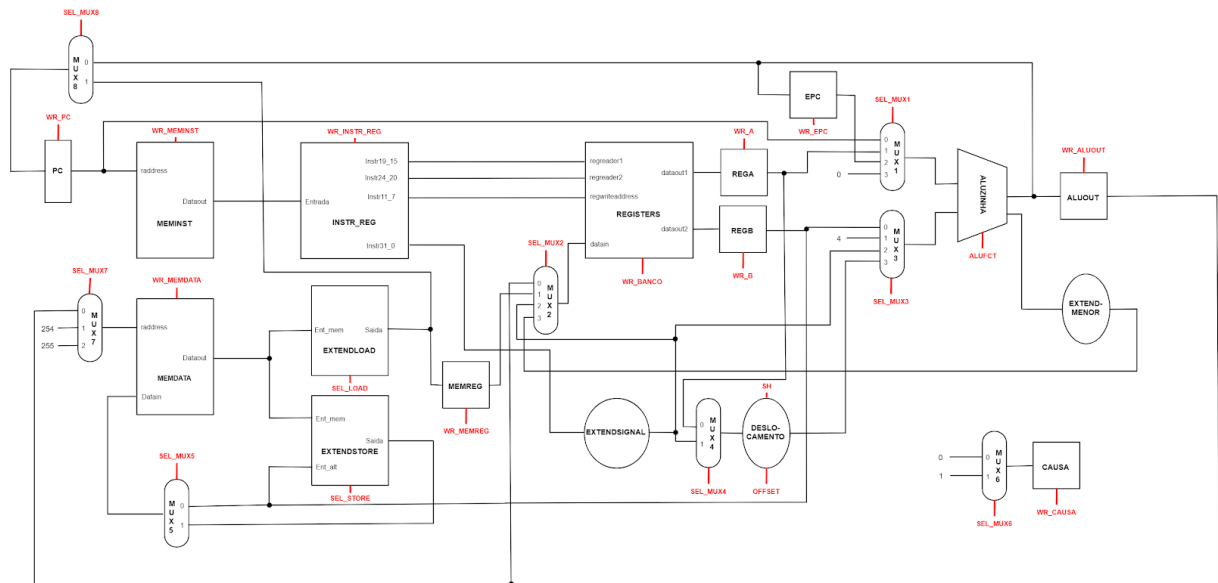 SEL_MUX8
MUX8
0
1
WR_PC
PC
WR_MEMINST
raddress
Dataout
MEMINST
WR_INSTR_REG
Instr19_15
Instr24_20
Instr11_7
Entrada
INSTR_REG
Instr31_0
regreader1
regreader2
regwriteaddress
dataout1
REGISTERS
dataout2
datain
WR_BANCO
WR_A
REGA
REGB
WR_B
EPC
WR_EPC
SEL_MUX1
0
1
2
3
0
MUX1
SEL_MUX3
0
1
2
3
4
MUX3
SEL_MUX3
ALUZINHA
ALUFCT
WR_ALUOUT
ALUOUT
EXTEND-
MENOR
SEL_MUX7
0
1
2
254
255
MUX7
WR_MEMDATA
raddress
Dataout
MEMDATA
Datain
Ent_mem
Saida
EXTENDLOAD
SEL_LOAD
Ent_mem
Saida
EXTENDSTORE
Ent_alt
SEL_STORE
SEL_MUX5
0
1
MUX5
MEMREG
WR_MEMREG
SEL_MUX2
0
1
2
3
MUX2
EXTENDSIGNAL
0
1
MUX4
SEL_MUX4
SH
DESLO-
CAMENTO
OFFSET
0
1
0
1
MUX6
SEL_MUX6
CAUSA
WR_CAUSA